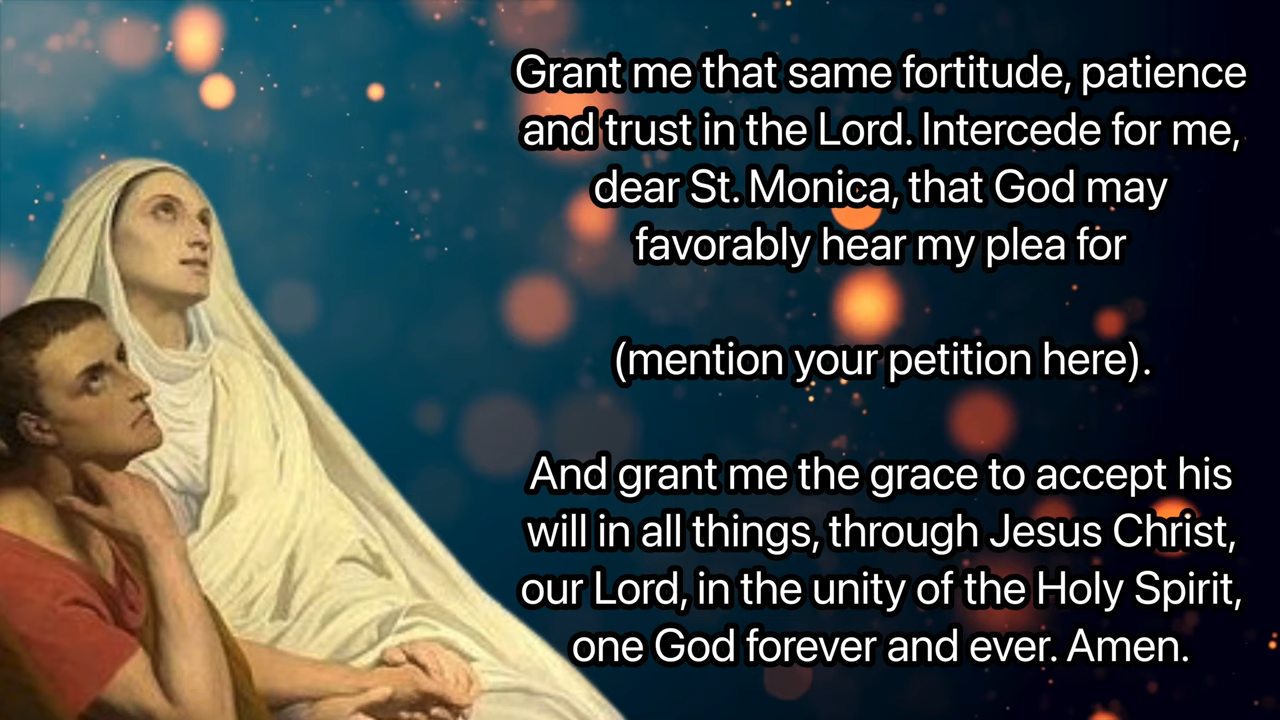 Grant me that same fortitude, patience
and trust in the Lord. Intercede for me,
dear St. Monica, that God may
favorably hear my plea for
(mention your petition here).
And grant me the grace to accept his
will in all things, through Jesus Christ,
our Lord, in the unity of the Holy Spirit,
one God forever and ever. Amen.